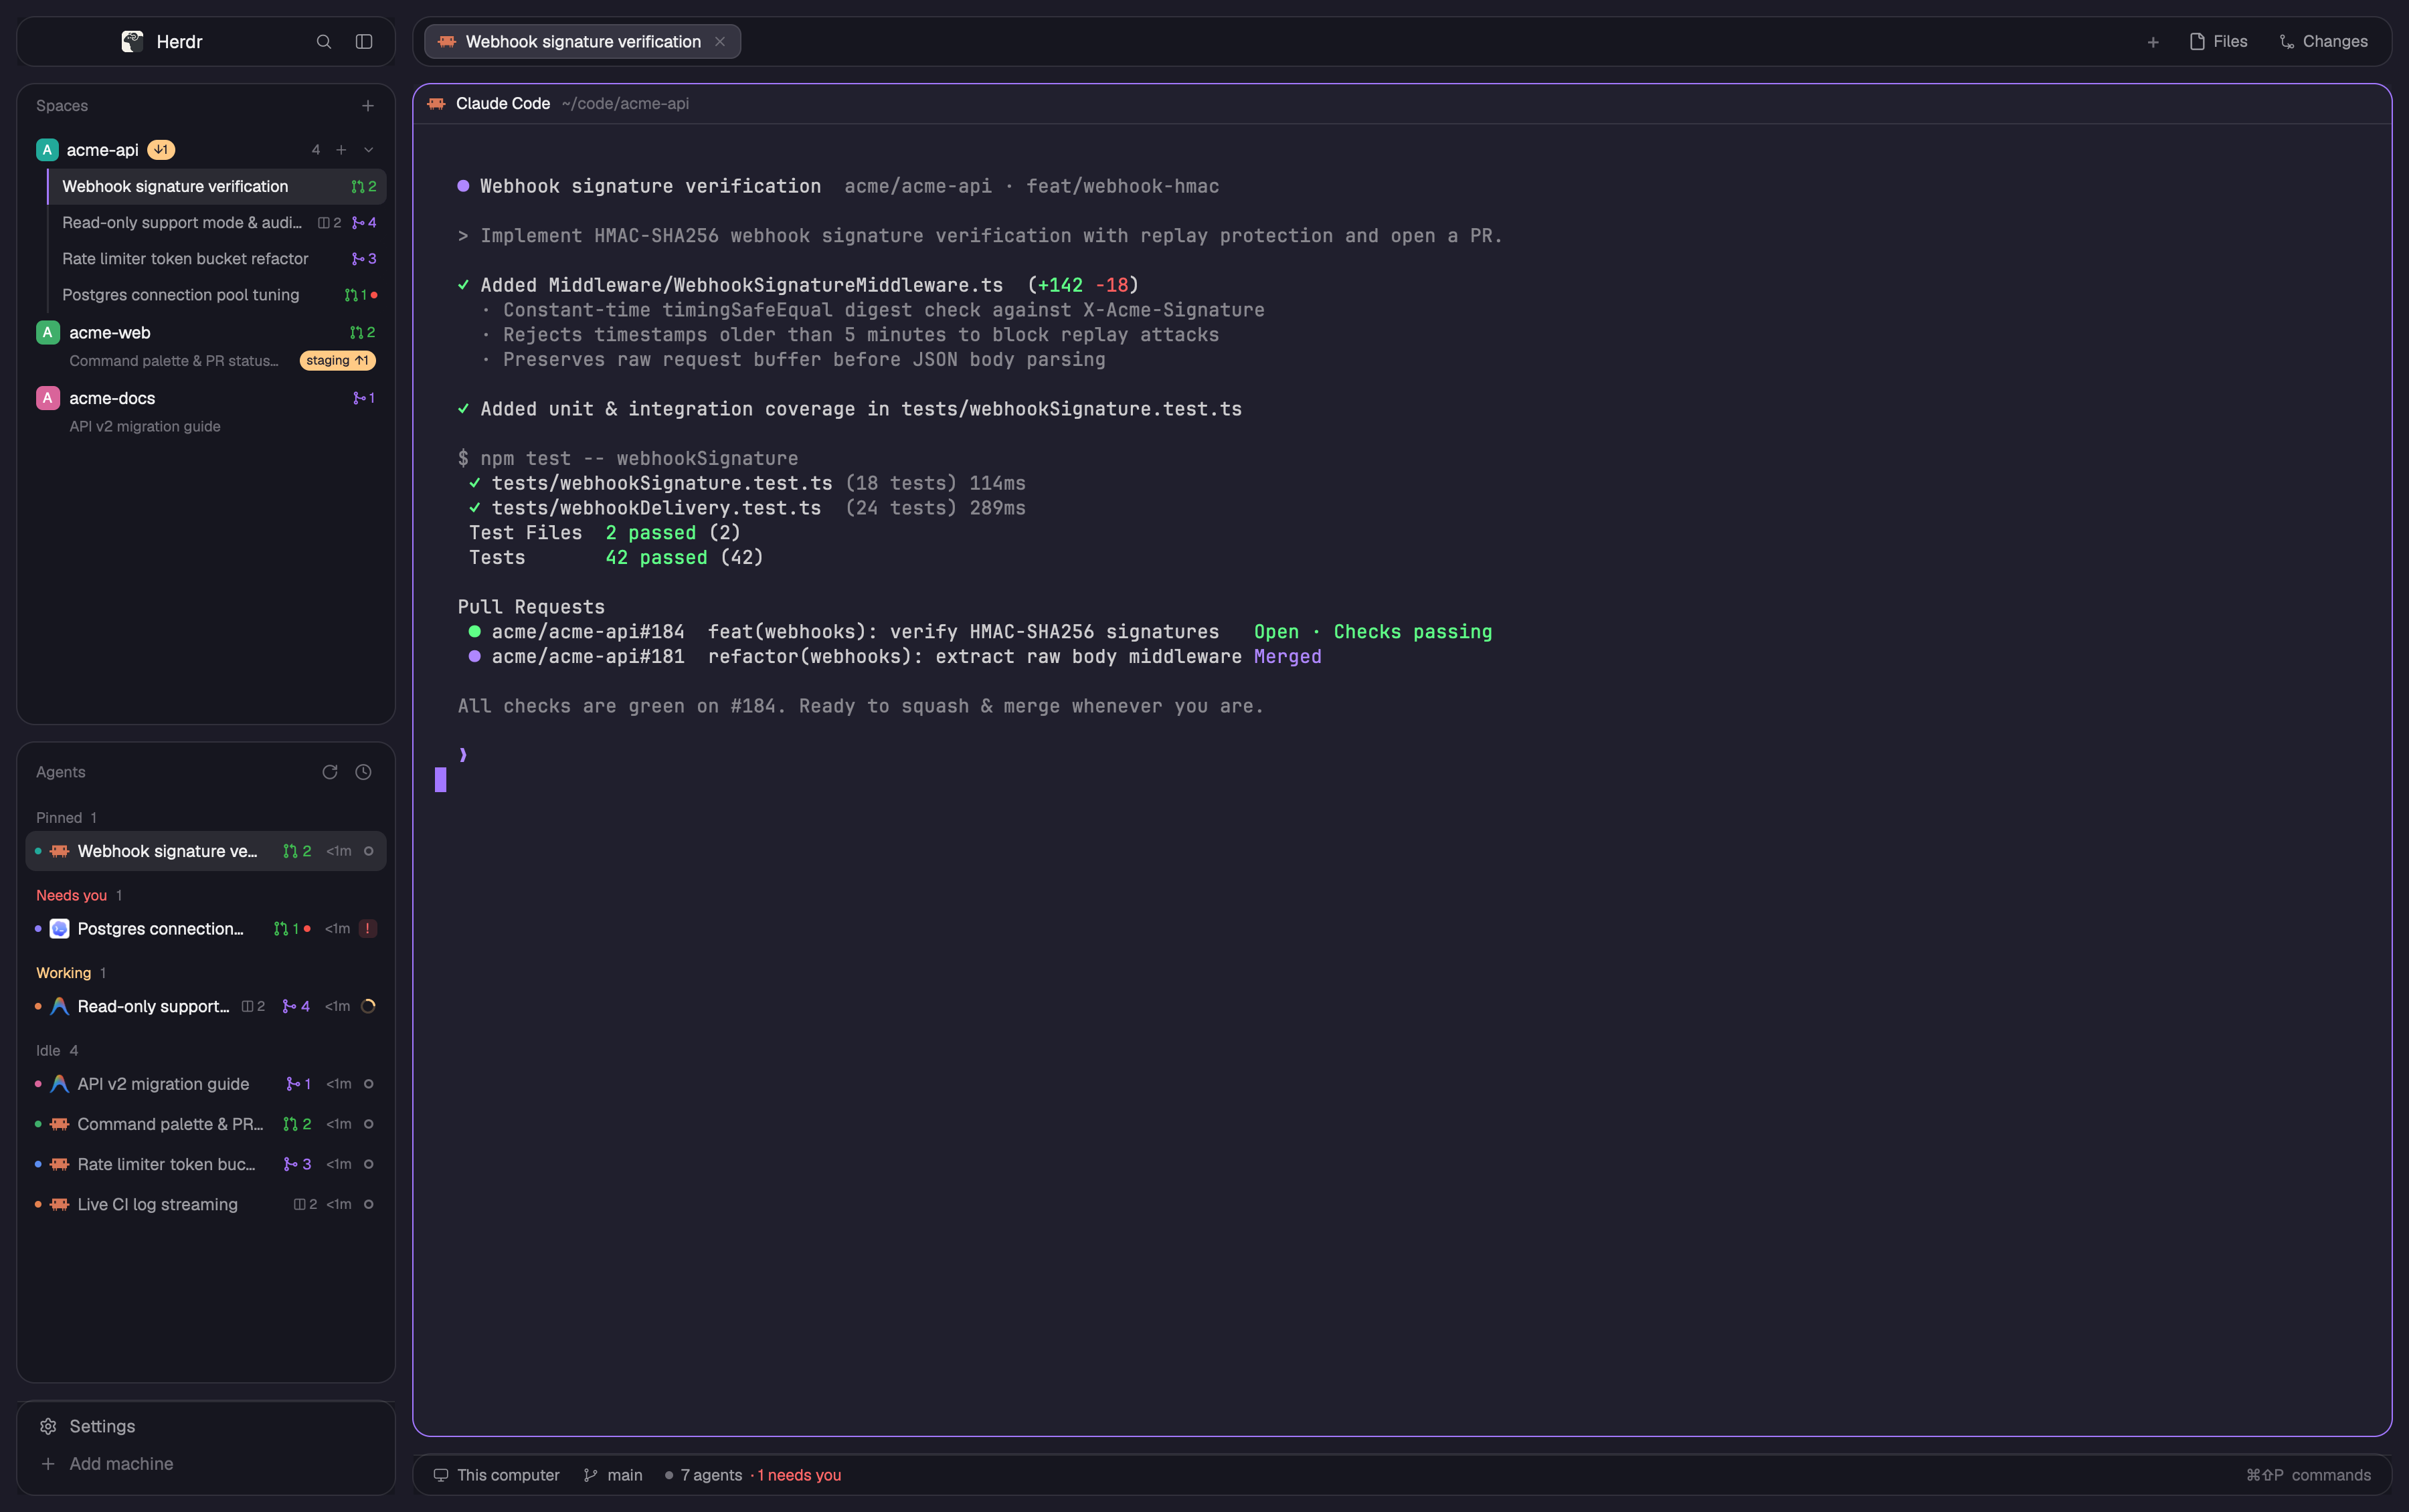 Herdr
Webhook signature verification
Files
Changes
Spaces
A acme-api ↓1 4
Webhook signature verification 2
Read-only support mode & audi... 2 4
Rate limiter token bucket refactor 3
Postgres connection pool tuning 1
A acme-web 2
Command palette & PR status... staging ↑1
A acme-docs 1
API v2 migration guide
Agents
Pinned 1
Webhook signature ve... 2 <1m
Needs you 1
Postgres connection... 1 <1m !
Working 1
Read-only support... 2 4 <1m
Idle 4
API v2 migration guide 1 <1m
Command palette & PR... 2 <1m
Rate limiter token buc... 3 <1m
Live CI log streaming 2 <1m
Settings
+ Add machine
Claude Code ~/code/acme-api
● Webhook signature verification acme/acme-api · feat/webhook-hmac
> Implement HMAC-SHA256 webhook signature verification with replay protection and open a PR.
✓ Added Middleware/WebhookSignatureMiddleware.ts (+142 -18)
· Constant-time timingSafeEqual digest check against X-Acme-Signature
· Rejects timestamps older than 5 minutes to block replay attacks
· Preserves raw request buffer before JSON body parsing
✓ Added unit & integration coverage in tests/webhookSignature.test.ts
$ npm test -- webhookSignature
✓ tests/webhookSignature.test.ts (18 tests) 114ms
✓ tests/webhookDelivery.test.ts (24 tests) 289ms
Test Files 2 passed (2)
Tests 42 passed (42)
Pull Requests
● acme/acme-api#184 feat(webhooks): verify HMAC-SHA256 signatures Open · Checks passing
● acme/acme-api#181 refactor(webhooks): extract raw body middleware Merged
All checks are green on #184. Ready to squash & merge whenever you are.
❯
This computer main 7 agents · 1 needs you
⌘⇧P commands